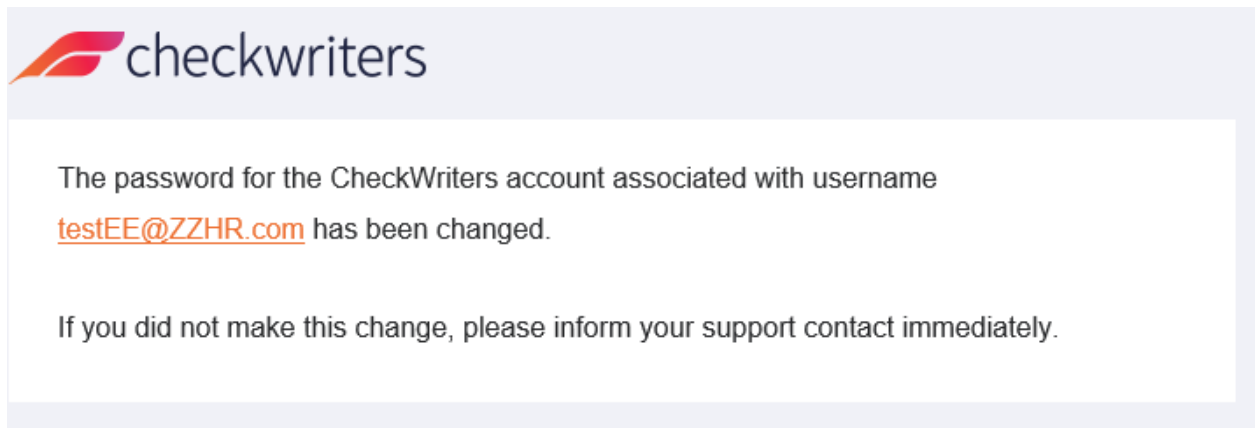 checkwriters
The password for the CheckWriters account associated with username
testEE@ZZHR.com has been changed.
If you did not make this change, please inform your support contact immediately.